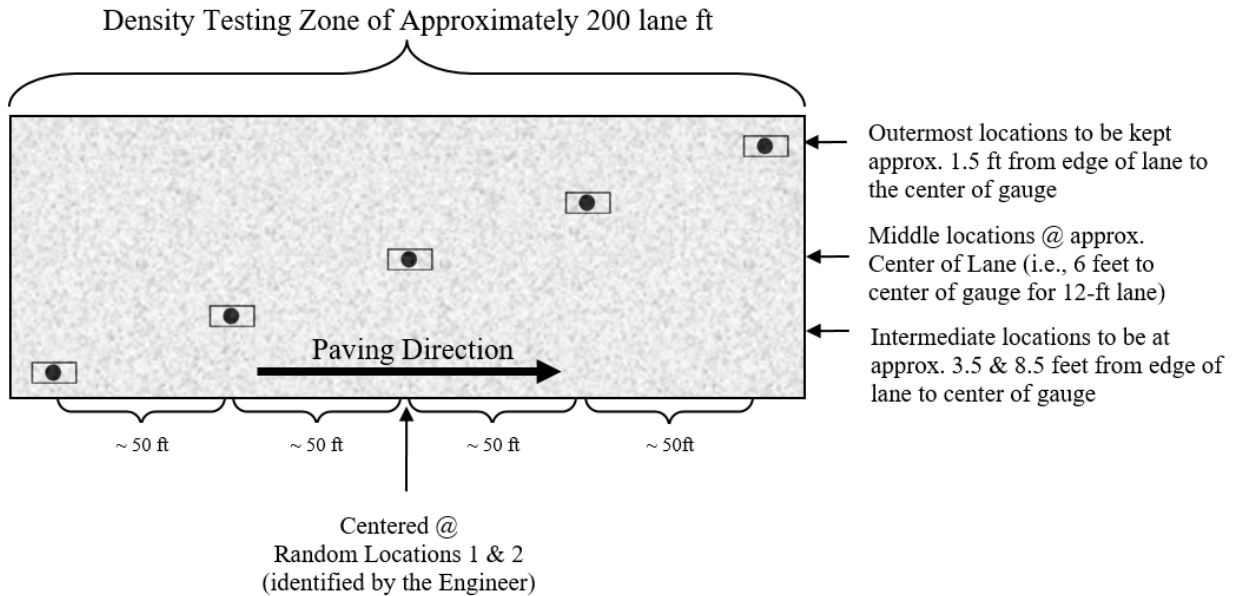 Density Testing Zone of Approximately 200 lane ft
Outermost locations to be kept
approx. 1.5 ft from edge of lane to
the center of gauge
Middle locations @ approx.
Center of Lane (i.e., 6 feet to
center of gauge for 12-ft lane)
Intermediate locations to be at
approx. 3.5 & 8.5 feet from edge of
lane to center of gauge
Paving Direction
~ 50 ft
~ 50 ft
~ 50 ft
~ 50ft
Centered @
Random Locations 1 & 2
(identified by the Engineer)